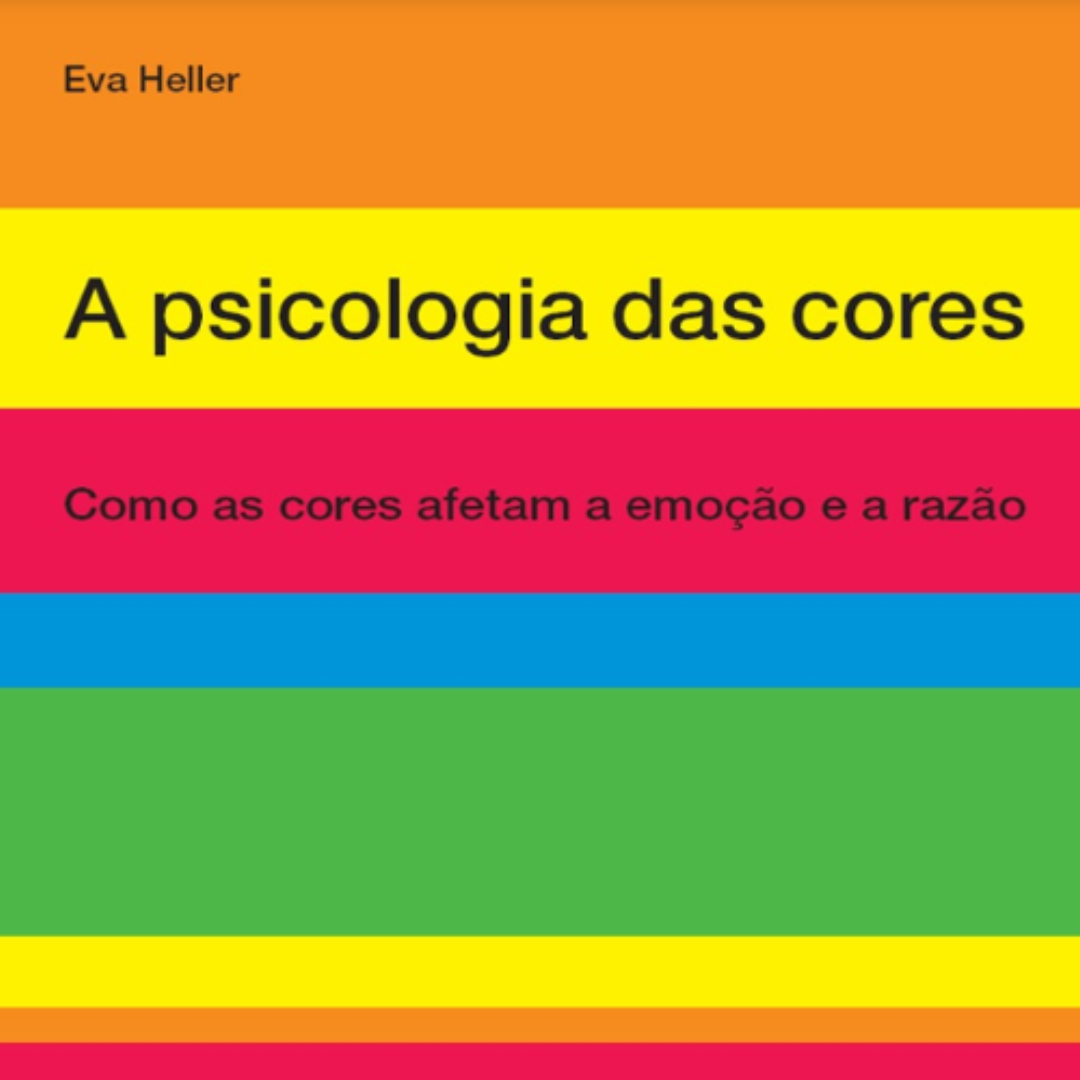 Eva Heller
A psicologia das cores
Como as cores afetam a emoção e a razão